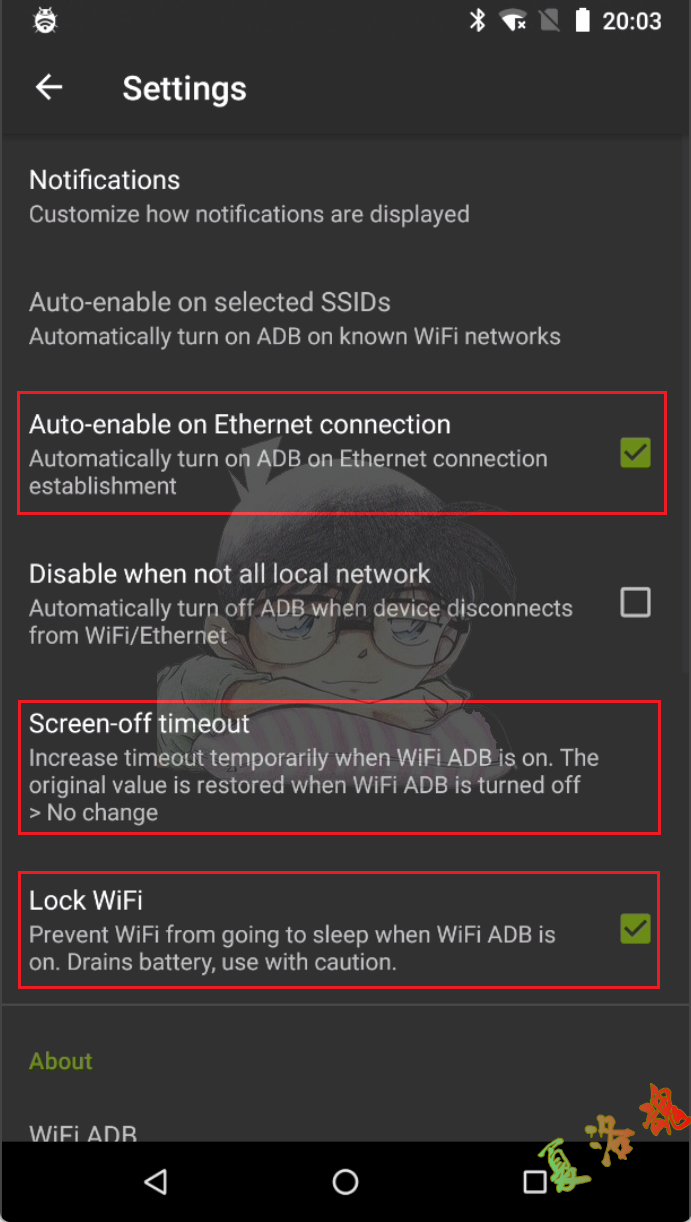 20:03
Settings
Notifications
Customize how notifications are displayed
Auto-enable on selected SSIDs
Automatically turn on ADB on known WiFi networks
Auto-enable on Ethernet connection
Automatically turn on ADB on Ethernet connection
establishment
Disable when not all local network
Automatically turn off ADB when device disconnects
from WiFi/Ethernet
Screen-off timeout
Increase timeout temporarily when WiFi ADB is on. The
original value is restored when WiFi ADB is turned off
> No change
Lock WiFi
Prevent WiFi from going to sleep when WiFi ADB is
on. Drains battery, use with caution.
About
WiFi ADB
夏洛魂